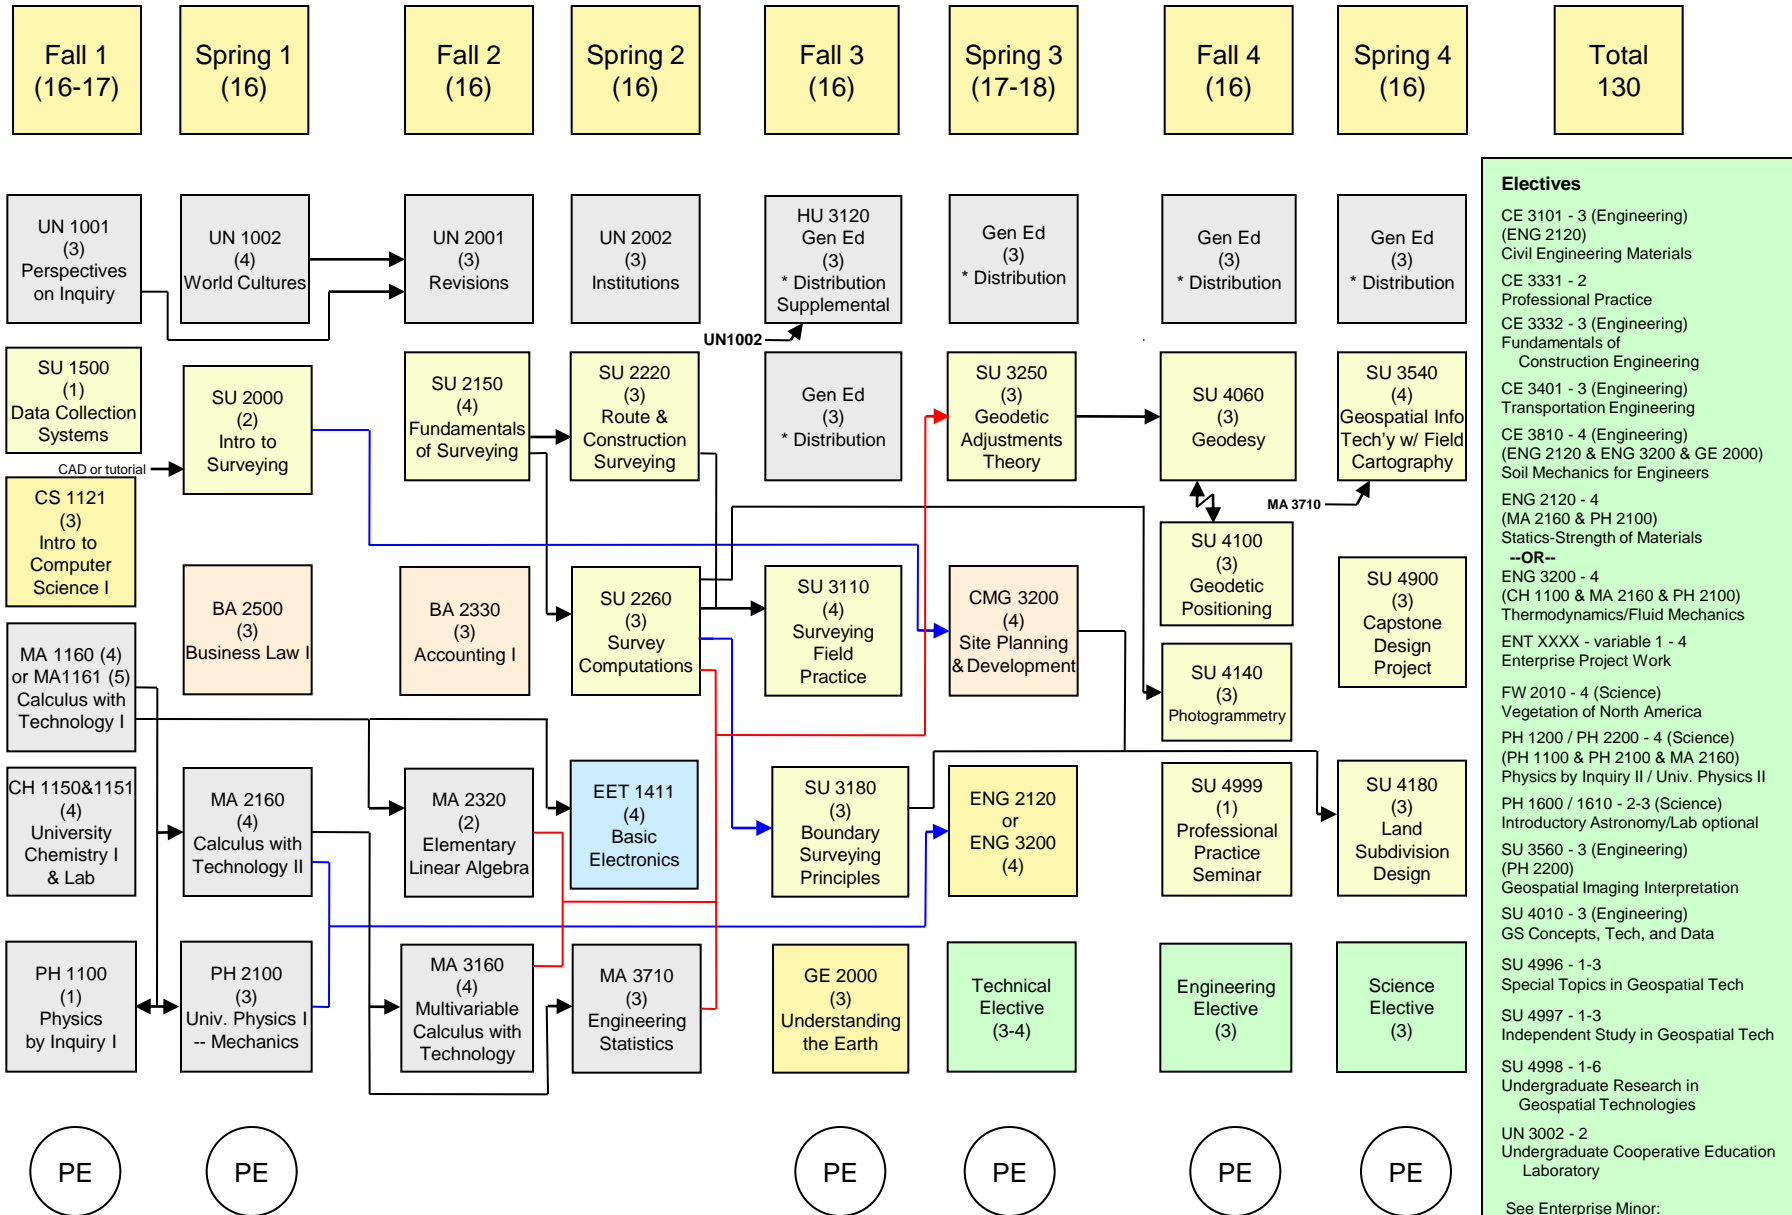 Fall 1
(16-17)
Spring 1
(16)
Fall 2
(16)
Spring 2
(16)
Fall 3
(16)
Spring 3
(17-18)
Fall 4
(16)
Spring 4
(16)
Total
130
UN 1001
(3)
Perspectives
on Inquiry
UN 1002
(4)
World Cultures
UN 2001
(3)
Revisions
UN 2002
(3)
Institutions
HU 3120
Gen Ed
(3)
* Distribution
Supplemental
Gen Ed
(3)
* Distribution
Gen Ed
(3)
* Distribution
Gen Ed
(3)
* Distribution
UN1002
SU 1500
(1)
Data Collection
Systems
SU 2000
(2)
Intro to
Surveying
SU 2150
(4)
Fundamentals
of Surveying
SU 2220
(3)
Route &
Construction
Surveying
Gen Ed
(3)
* Distribution
SU 3250
(3)
Geodetic
Adjustments
Theory
SU 4060
(3)
Geodesy
SU 3540
(4)
Geospatial Info
Tech'y w/ Field
Cartography
CAD or tutorial
MA 3710
CS 1121
(3)
Intro to
Computer
Science I
BA 2500
(3)
Business Law I
BA 2330
(3)
Accounting I
SU 2260
(3)
Survey
Computations
SU 3110
(4)
Surveying
Field
Practice
CMG 3200
(4)
Site Planning
& Development
SU 4100
(3)
Geodetic
Positioning
SU 4900
(3)
Capstone
Design
Project
MA 1160 (4)
or MA1161 (5)
Calculus with
Technology I
SU 4140
(3)
Photogrammetry
CH 1150&1151
(4)
University
Chemistry I
& Lab
MA 2160
(4)
Calculus with
Technology II
MA 2320
(2)
Elementary
Linear Algebra
EET 1411
(4)
Basic
Electronics
SU 3180
(3)
Boundary
Surveying
Principles
ENG 2120
or
ENG 3200
(4)
SU 4999
(1)
Professional
Practice
Seminar
SU 4180
(3)
Land
Subdivision
Design
PH 1100
(1)
Physics
by Inquiry I
PH 2100
(3)
Univ. Physics I
-- Mechanics
MA 3160
(4)
Multivariable
Calculus with
Technology
MA 3710
(3)
Engineering
Statistics
GE 2000
(3)
Understanding
the Earth
Technical
Elective
(3-4)
Engineering
Elective
(3)
Science
Elective
(3)
PE
PE
PE
PE
PE
PE
Electives
CE 3101 - 3 (Engineering)
(ENG 2120)
Civil Engineering Materials
CE 3331 - 2
Professional Practice
CE 3332 - 3 (Engineering)
Fundamentals of
Construction Engineering
CE 3401 - 3 (Engineering)
Transportation Engineering
CE 3810 - 4 (Engineering)
(ENG 2120 & ENG 3200 & GE 2000)
Soil Mechanics for Engineers
ENG 2120 - 4
(MA 2160 & PH 2100)
Statics-Strength of Materials
--OR--
ENG 3200 - 4
(CH 1100 & MA 2160 & PH 2100)
Thermodynamics/Fluid Mechanics
ENT XXXX - variable 1 - 4
Enterprise Project Work
FW 2010 - 4 (Science)
Vegetation of North America
PH 1200 / PH 2200 - 4 (Science)
(PH 1100 & PH 2100 & MA 2160)
Physics by Inquiry II / Univ. Physics II
PH 1600 / 1610 - 2-3 (Science)
Introductory Astronomy/Lab optional
SU 3560 - 3 (Engineering)
(PH 2200)
Geospatial Imaging Interpretation
SU 4010 - 3 (Engineering)
GS Concepts, Tech, and Data
SU 4996 - 1-3
Special Topics in Geospatial Tech
SU 4997 - 1-3
Independent Study in Geospatial Tech
SU 4998 - 1-6
Undergraduate Research in
Geospatial Technologies
UN 3002 - 2
Undergraduate Cooperative Education
Laboratory
See Enterprise Minor: